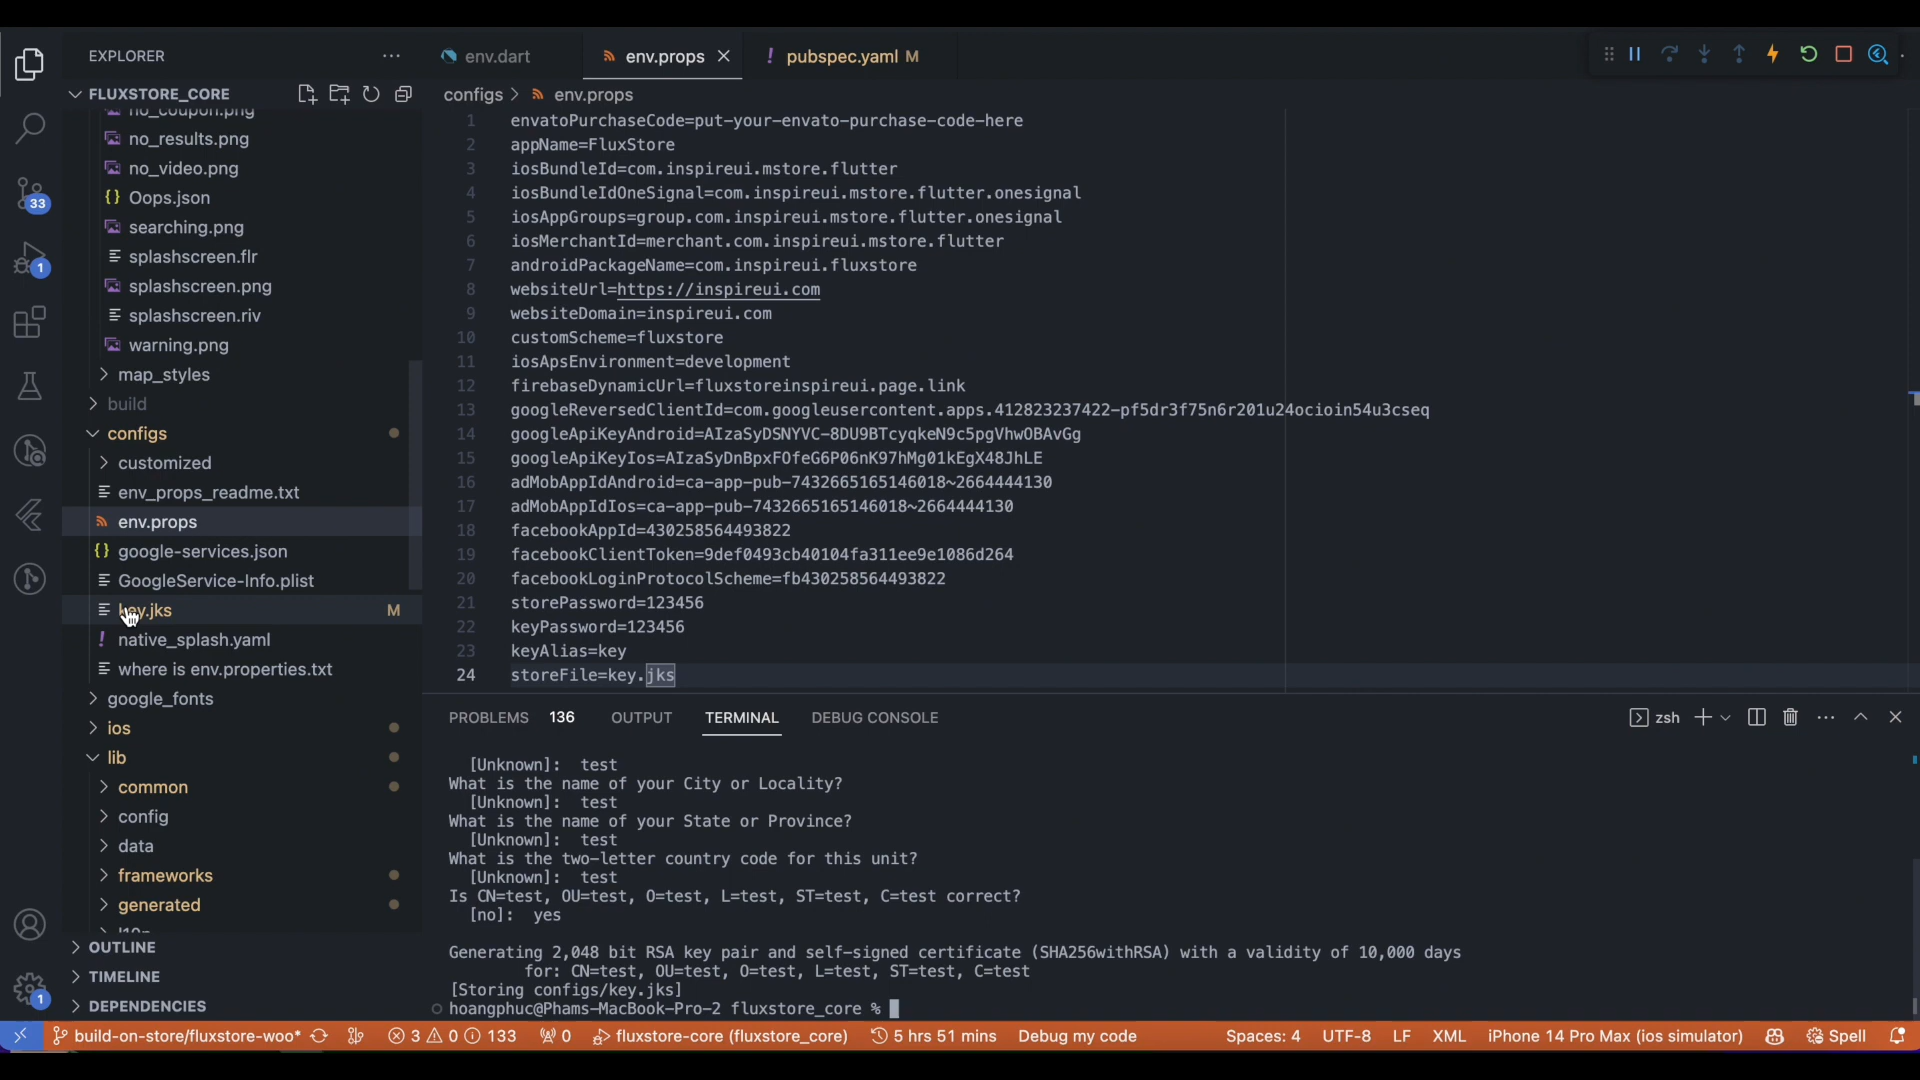 EXPLORER
FLUXSTORE_CORE
no_coupon.png
no_results.png
no_video.png
Oops.json
searching.png
splashscreen.flr
splashscreen.png
splashscreen.riv
warning.png
map_styles
build
configs
customized
env_props_readme.txt
env.props
google-services.json
GoogleService-Info.plist
key.jks M
native_splash.yaml
where is env.properties.txt
google_fonts
ios
lib
common
config
data
frameworks
generated
l10n
OUTLINE
TIMELINE
DEPENDENCIES
33
1
1
env.dart env.props pubspec.yaml M
configs > env.props
1 envatoPurchaseCode=put-your-envato-purchase-code-here
2 appName=FluxStore
3 iosBundleId=com.inspireui.mstore.flutter
4 iosBundleIdOneSignal=com.inspireui.mstore.flutter.onesignal
5 iosAppGroups=group.com.inspireui.mstore.flutter.onesignal
6 iosMerchantId=merchant.com.inspireui.mstore.flutter
7 androidPackageName=com.inspireui.fluxstore
8 websiteUrl=https://inspireui.com
9 websiteDomain=inspireui.com
10 customScheme=fluxstore
11 iosApsEnvironment=development
12 firebaseDynamicUrl=fluxstoreinspireui.page.link
13 googleReversedClientId=com.googleusercontent.apps.412823237422-pf5dr3f75n6r201u24ocioin54u3cseq
14 googleApiKeyAndroid=AIzaSyDSNYVC-8DU9BTcyqkeN9c5pgVhwOBAvGg
15 googleApiKeyIos=AIzaSyDnBpxFOfeG6P06nK97hMg01kEgX48JhLE
16 adMobAppIdAndroid=ca-app-pub-7432665165146018~2664444130
17 adMobAppIdIos=ca-app-pub-7432665165146018~2664444130
18 facebookAppId=430258564493822
19 facebookClientToken=9def0493cb40104fa311ee9e1086d264
20 facebookLoginProtocolScheme=fb430258564493822
21 storePassword=123456
22 keyPassword=123456
23 keyAlias=key
24 storeFile=key.jks
PROBLEMS 136 OUTPUT TERMINAL DEBUG CONSOLE zsh
[Unknown]: test
What is the name of your City or Locality?
[Unknown]: test
What is the name of your State or Province?
[Unknown]: test
What is the two-letter country code for this unit?
[Unknown]: test
Is CN=test, OU=test, O=test, L=test, ST=test, C=test correct?
[no]: yes
Generating 2,048 bit RSA key pair and self-signed certificate (SHA256withRSA) with a validity of 10,000 days
for: CN=test, OU=test, O=test, L=test, ST=test, C=test
[Storing configs/key.jks]
hoangphuc@Phams-MacBook-Pro-2 fluxstore_core %
build-on-store/fluxstore-woo* 3 0 133 0 fluxstore-core (fluxstore_core) 5 hrs 51 mins Debug my code Spaces: 4 UTF-8 LF XML iPhone 14 Pro Max (ios simulator) Spell